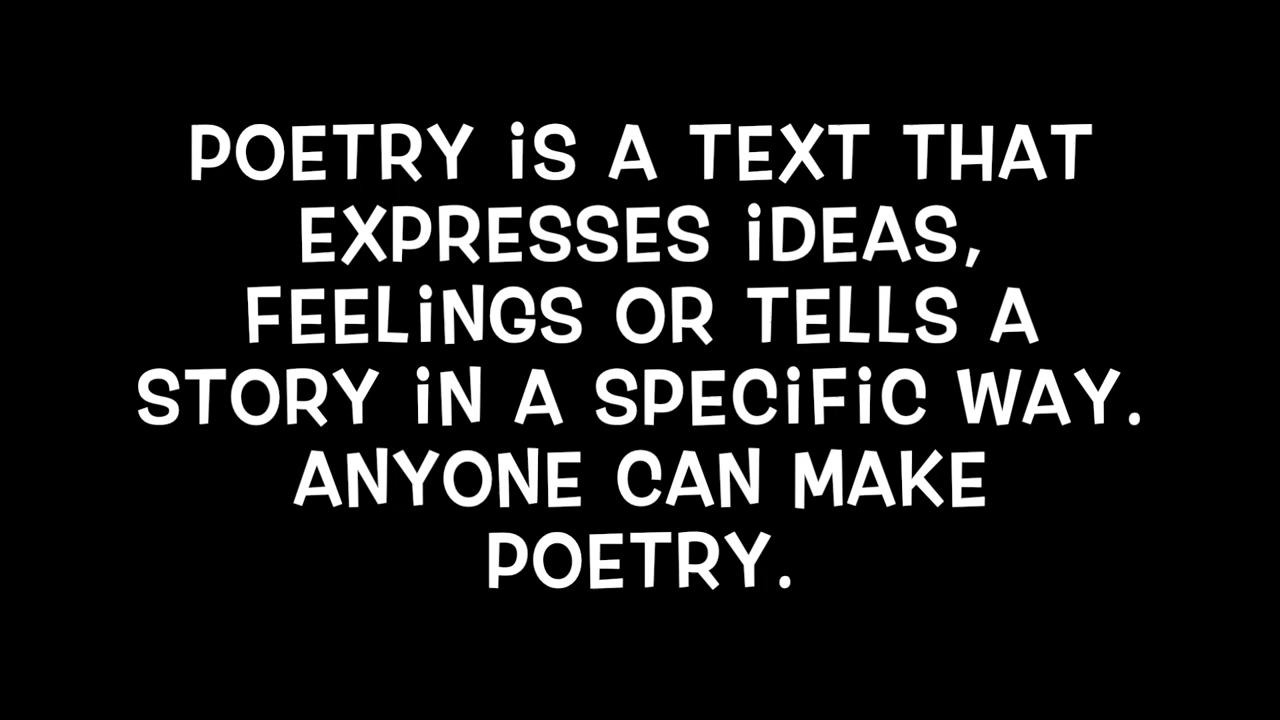 POETRY iS A TEXT THAT
EXPRESSES iDEAS,
FEELiNGS OR TELLS A
STORY iN A SPECiFiC WAY.
ANYONE CAN MAKE
POETRY.